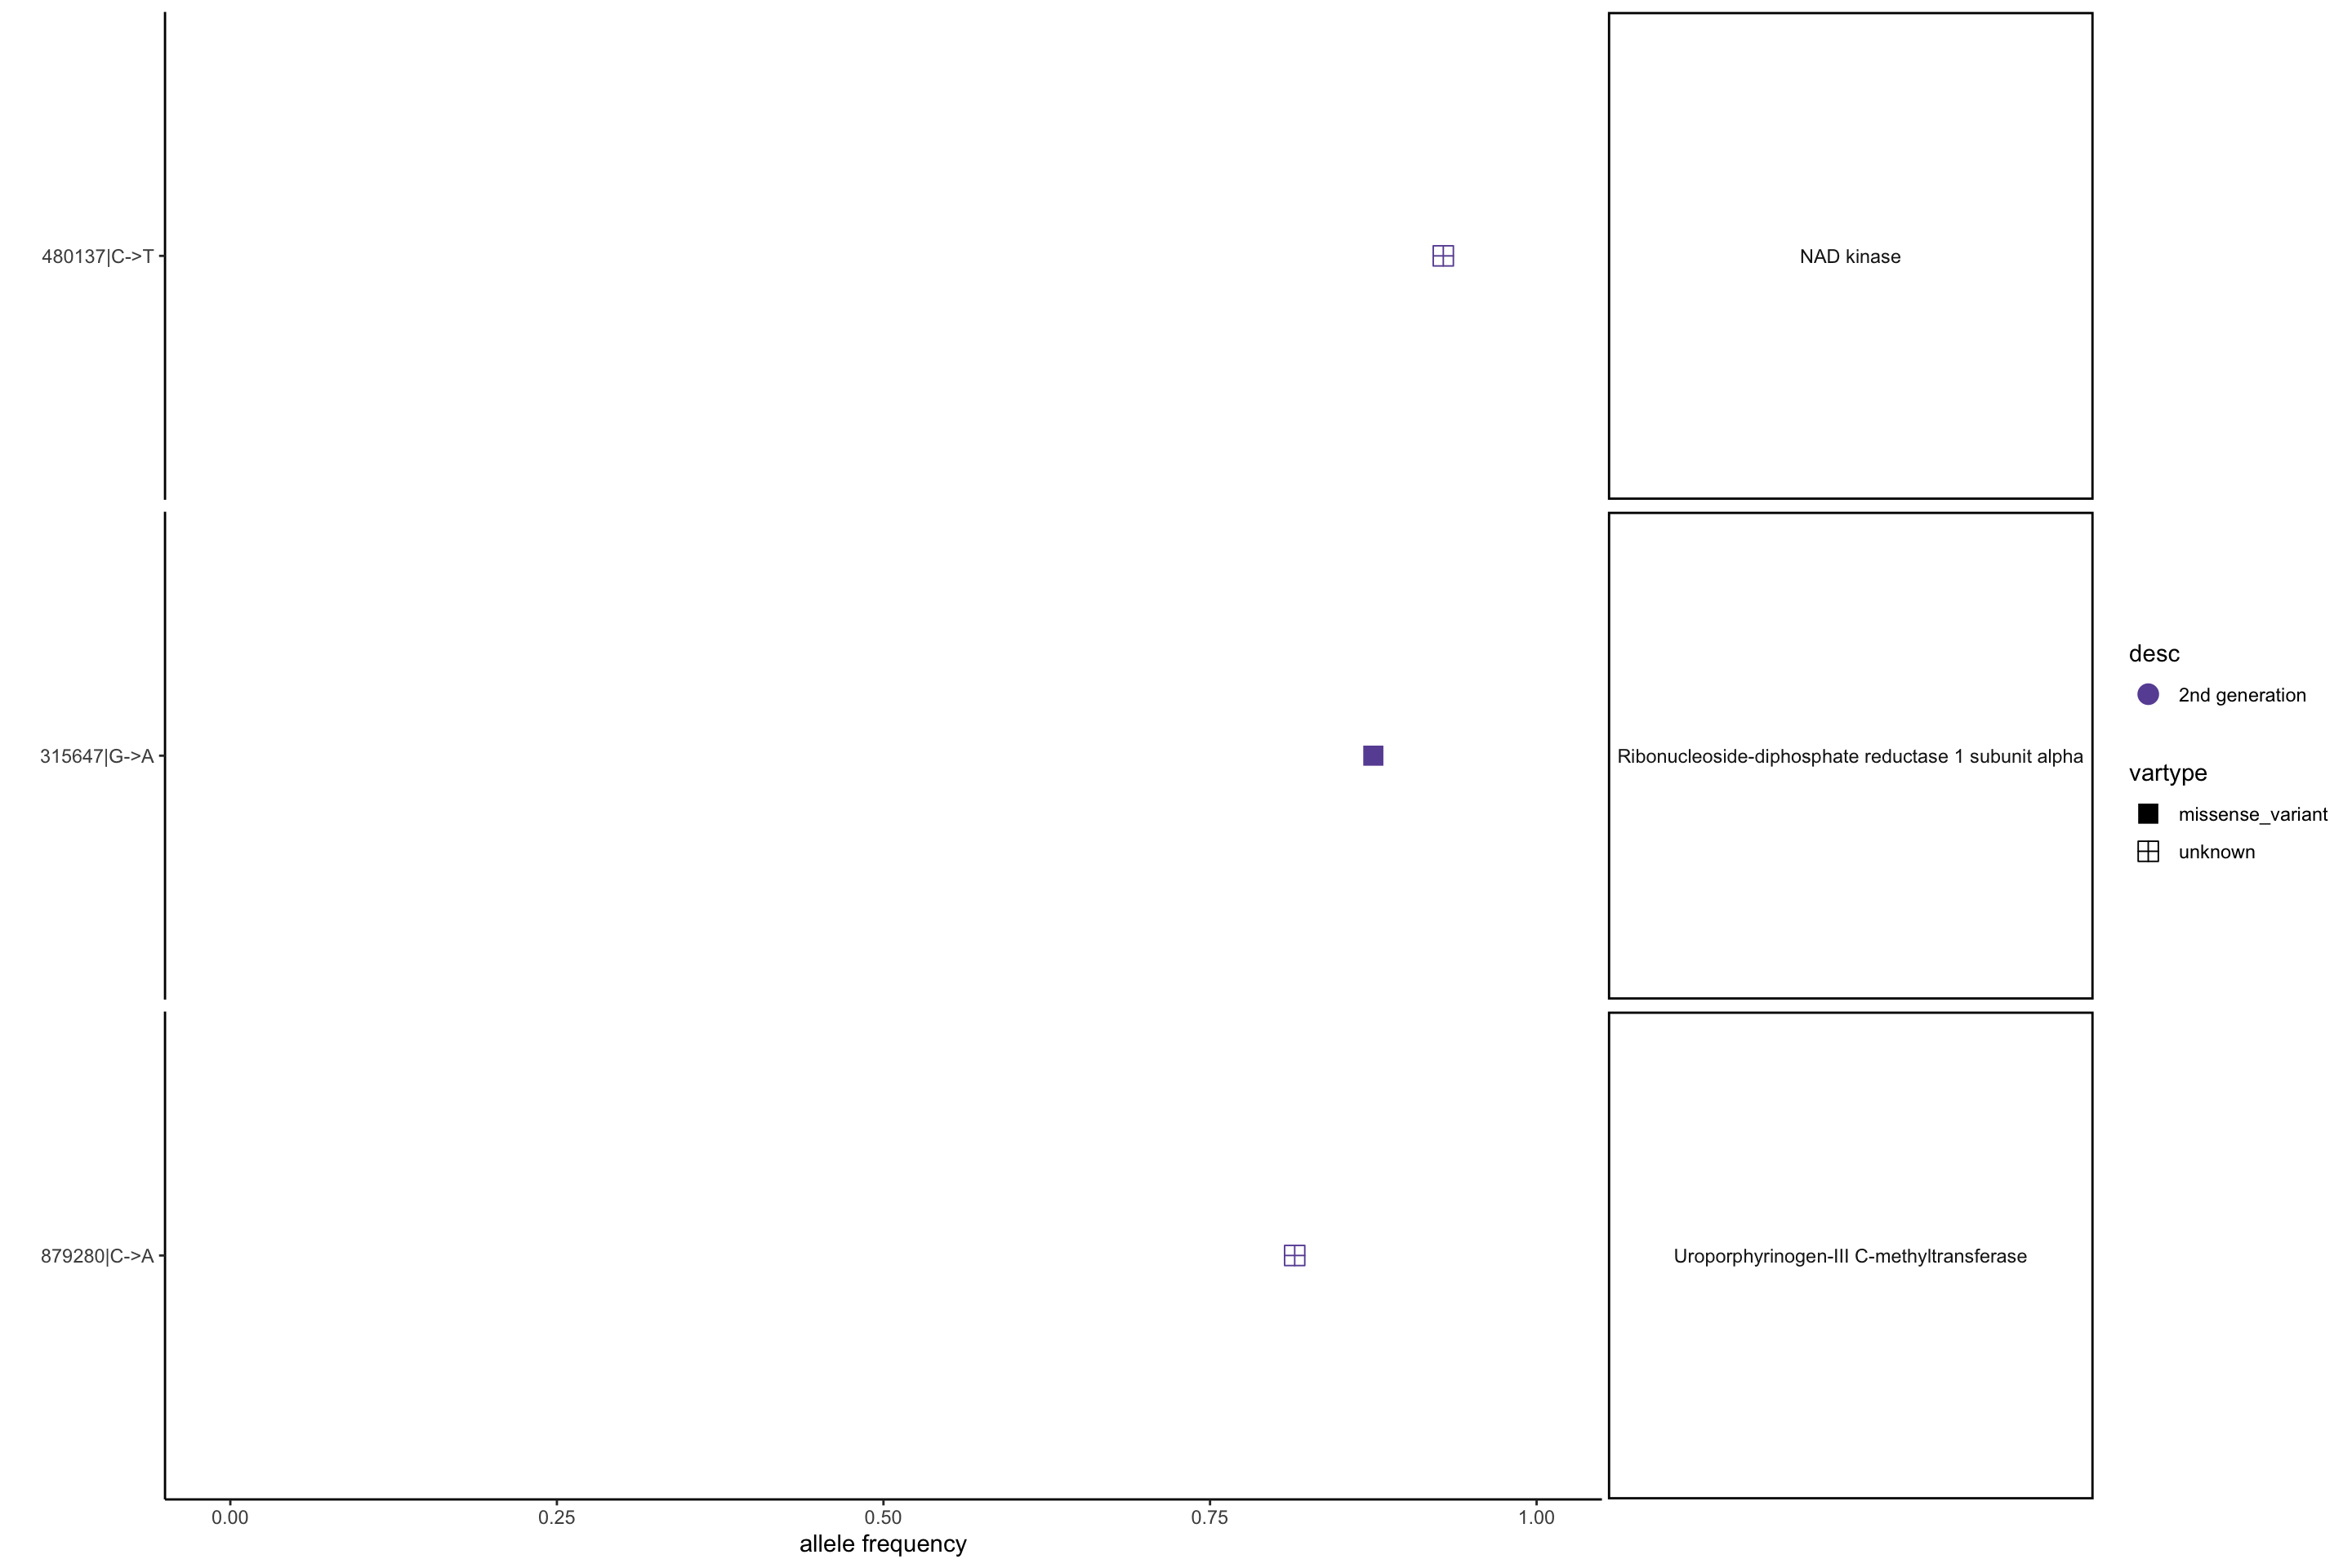 480137|C->T
NAD kinase
315647|G->A
Ribonucleoside-diphosphate reductase 1 subunit alpha
879280|C->A
Uroporphyrinogen-III C-methyltransferase
0.00 0.25 0.50 0.75 1.00
allele frequency
desc
2nd generation
vartype
missense_variant
unknown